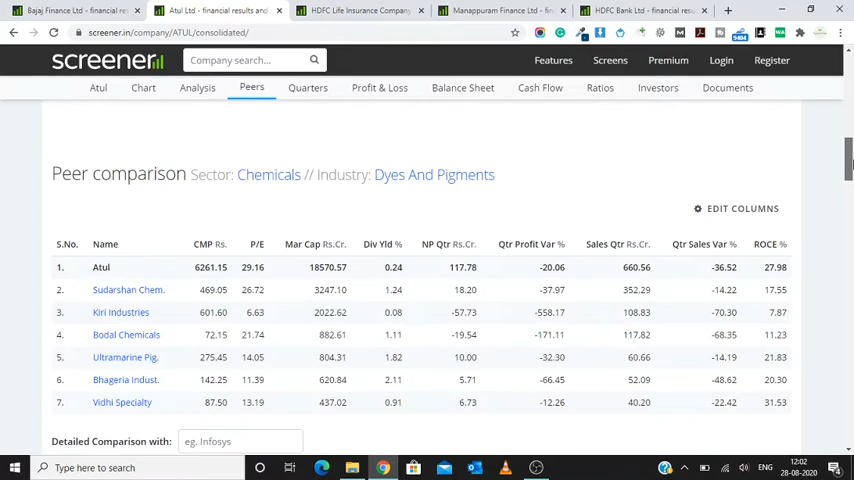 Bajaj Finance Ltd - financial res
Atul Ltd - financial results and
HDFC Life Insurance Company
Manappuram Finance Ltd - fin
HDFC Bank Ltd - financial resu
screener.in/company/ATUL/consolidated/
screener Company search... Features Screens Premium Login Register
Atul Chart Analysis Peers Quarters Profit & Loss Balance Sheet Cash Flow Ratios Investors Documents
Peer comparison Sector: Chemicals // Industry: Dyes And Pigments
EDIT COLUMNS
S.No. Name CMP Rs. P/E Mar Cap Rs.Cr. Div Yld % NP Qtr Rs.Cr. Qtr Profit Var % Sales Qtr Rs.Cr. Qtr Sales Var % ROCE %
1. Atul 6261.15 29.16 18570.57 0.24 117.78 -20.06 660.56 -36.52 27.98
2. Sudarshan Chem. 469.05 26.72 3247.10 1.24 18.20 -37.97 352.29 -14.22 17.55
3. Kiri Industries 601.60 6.63 2022.62 0.08 -57.73 -558.17 108.83 -70.30 7.87
4. Bodal Chemicals 72.15 21.74 882.61 1.11 -19.54 -171.11 117.82 -68.35 11.23
5. Ultramarine Pig. 275.45 14.05 804.31 1.82 10.00 -32.30 60.66 -14.19 21.83
6. Bhageria Indust. 142.25 11.39 620.84 2.11 5.71 -66.45 52.09 -48.62 20.30
7. Vidhi Specialty 87.50 13.19 437.02 0.91 6.73 -12.26 40.20 -22.42 31.53
Detailed Comparison with: eg. Infosys
Type here to search
ENG
12:02
28-08-2020